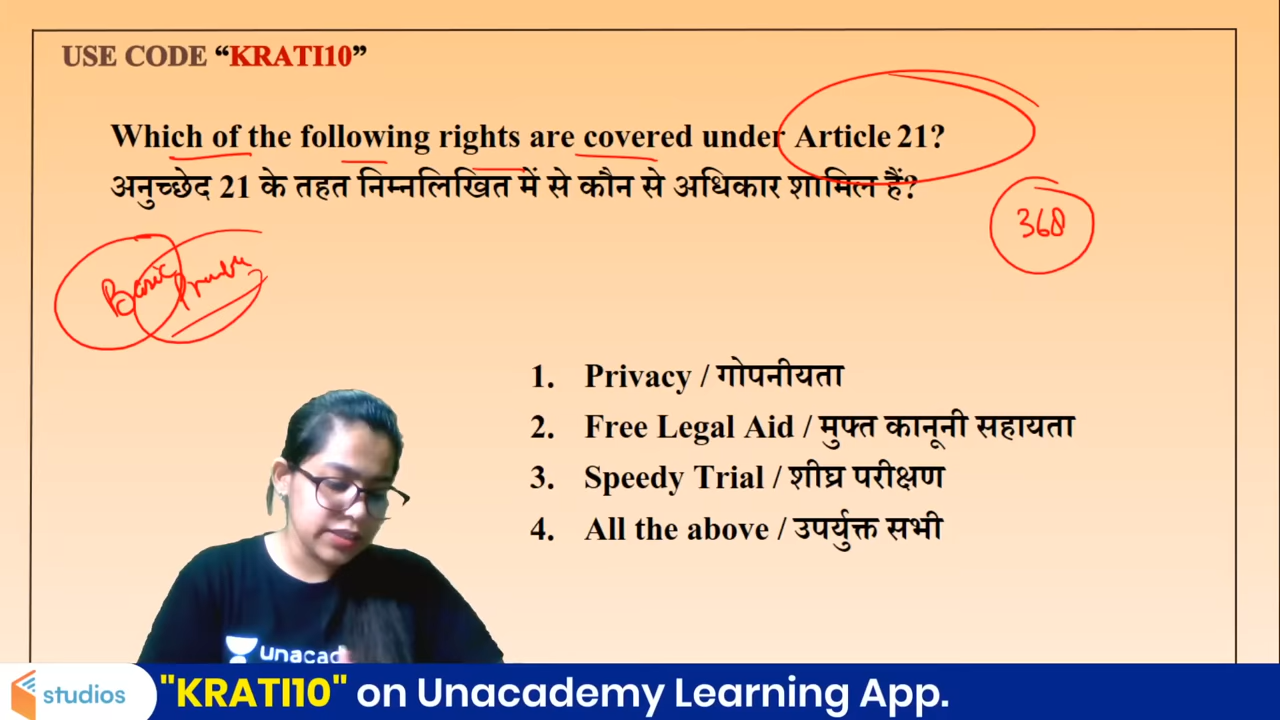 USE CODE “KRATI10”
Which of the following rights are covered under Article 21?
अनुच्छेद 21 के तहत निम्नलिखित में से कौन से अधिकार शामिल हैं?
368
Basic
1. Privacy / गोपनीयता
2. Free Legal Aid / मुफ्त कानूनी सहायता
3. Speedy Trial / शीघ्र परीक्षण
4. All the above / उपर्युक्त सभी
unacad
studios
"KRATI10" on Unacademy Learning App.